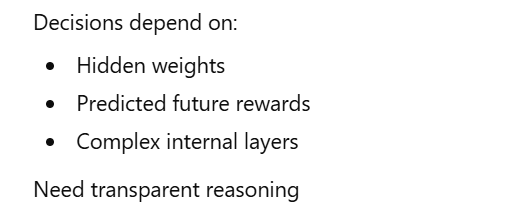 Decisions depend on:
• Hidden weights
• Predicted future rewards
• Complex internal layers
Need transparent reasoning